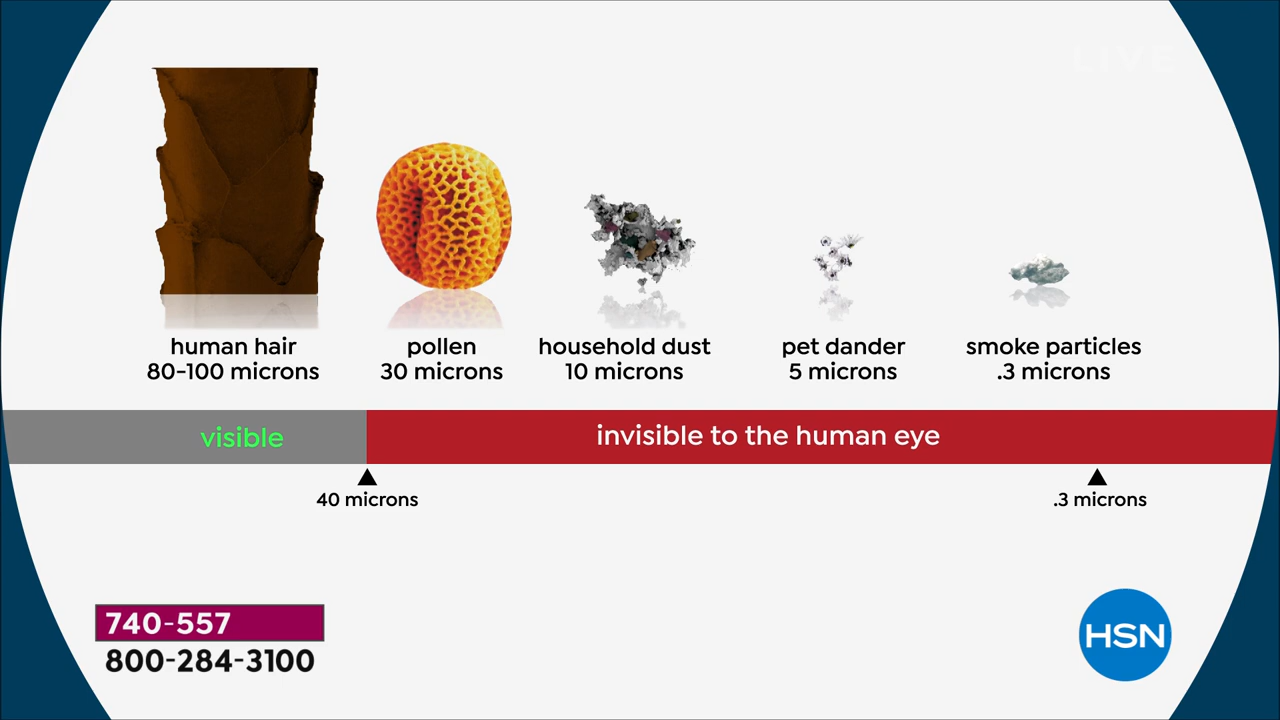 LIVE
human hair
80-100 microns
pollen
30 microns
household dust
10 microns
pet dander
5 microns
smoke particles
.3 microns
visible
invisible to the human eye
40 microns
.3 microns
740-557
800-284-3100
HSN